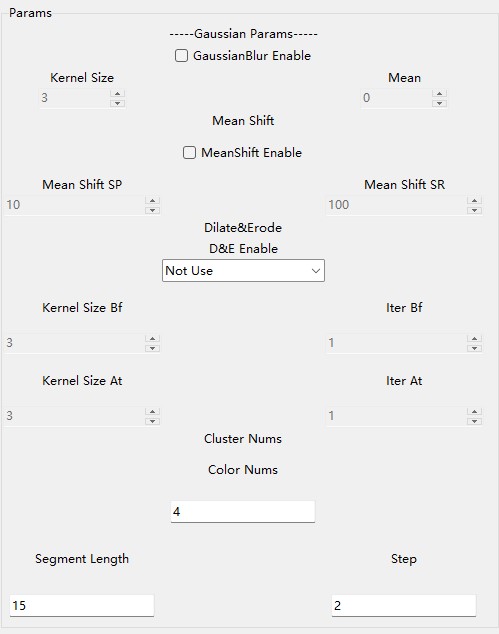 Params
-----Gaussian Params-----
GaussianBlur Enable
Kernel Size Mean
3 0
Mean Shift
MeanShift Enable
Mean Shift SP Mean Shift SR
10 100
Dilate&Erode
D&E Enable
Not Use
Kernel Size Bf Iter Bf
3 1
Kernel Size At Iter At
3 1
Cluster Nums
Color Nums
4
Segment Length Step
15 2